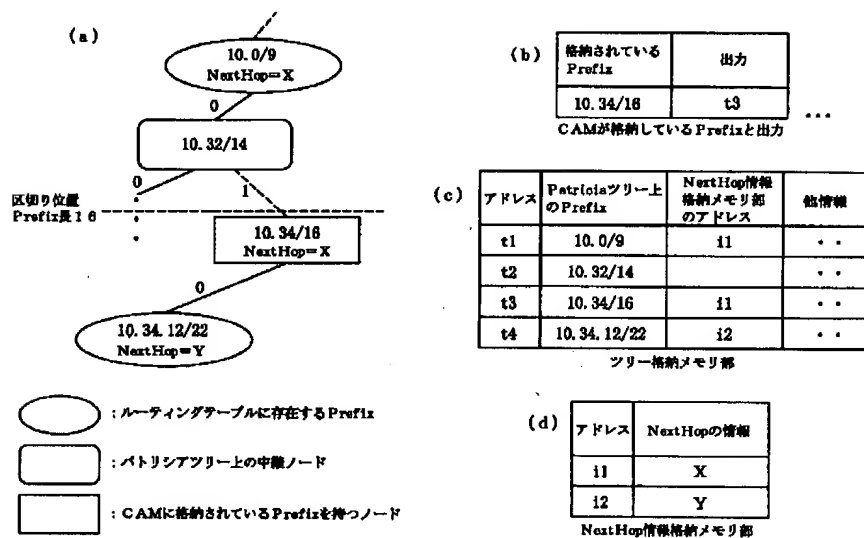 (a)
10.0/9
NextHop=X
0
10.32/14
0
1
区切り位置
Prefix長16
10.34/16
NextHop=X
0
10.34.12/22
NextHop=Y
:ルーティングテーブルに存在するPrefix
:パトリシアツリー上の中継ノード
:CAMに格納されているPrefixを持つノード
(b)
格納されている
Prefix
出力
10.34/16
t3
...
CAMが格納しているPrefixと出力
(c)
アドレス
Patriciaツリー上
のPrefix
NextHop情報
格納メモリ部
のアドレス
他情報
t1
10.0/9
i1
・・
t2
10.32/14
・・
t3
10.34/16
i1
・・
t4
10.34.12/22
i2
・・
ツリー格納メモリ部
(d)
アドレス
NextHopの情報
i1
X
i2
Y
NextHop情報格納メモリ部